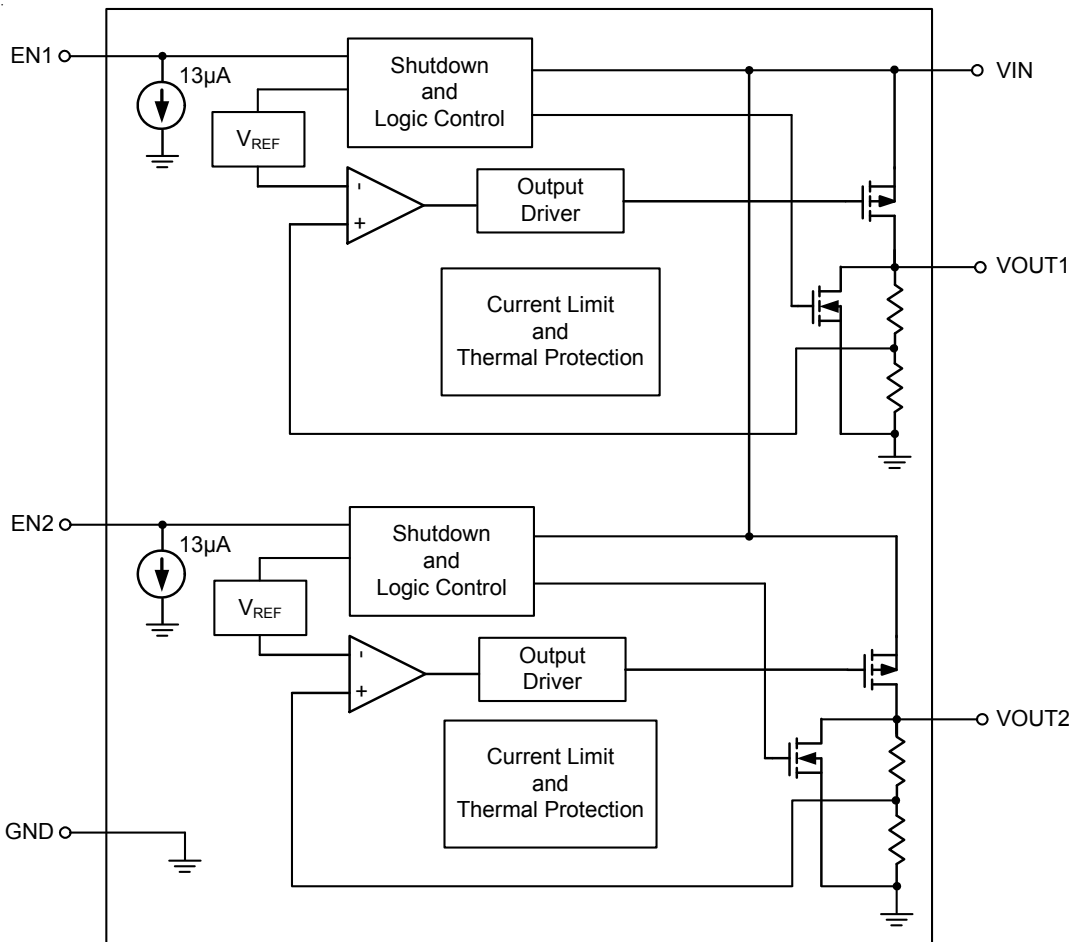 EN1
13µA
Shutdown
and
Logic Control
VIN
VREF
-
+
Output
Driver
VOUT1
Current Limit
and
Thermal Protection
EN2
13µA
Shutdown
and
Logic Control
VREF
-
+
Output
Driver
VOUT2
Current Limit
and
Thermal Protection
GND